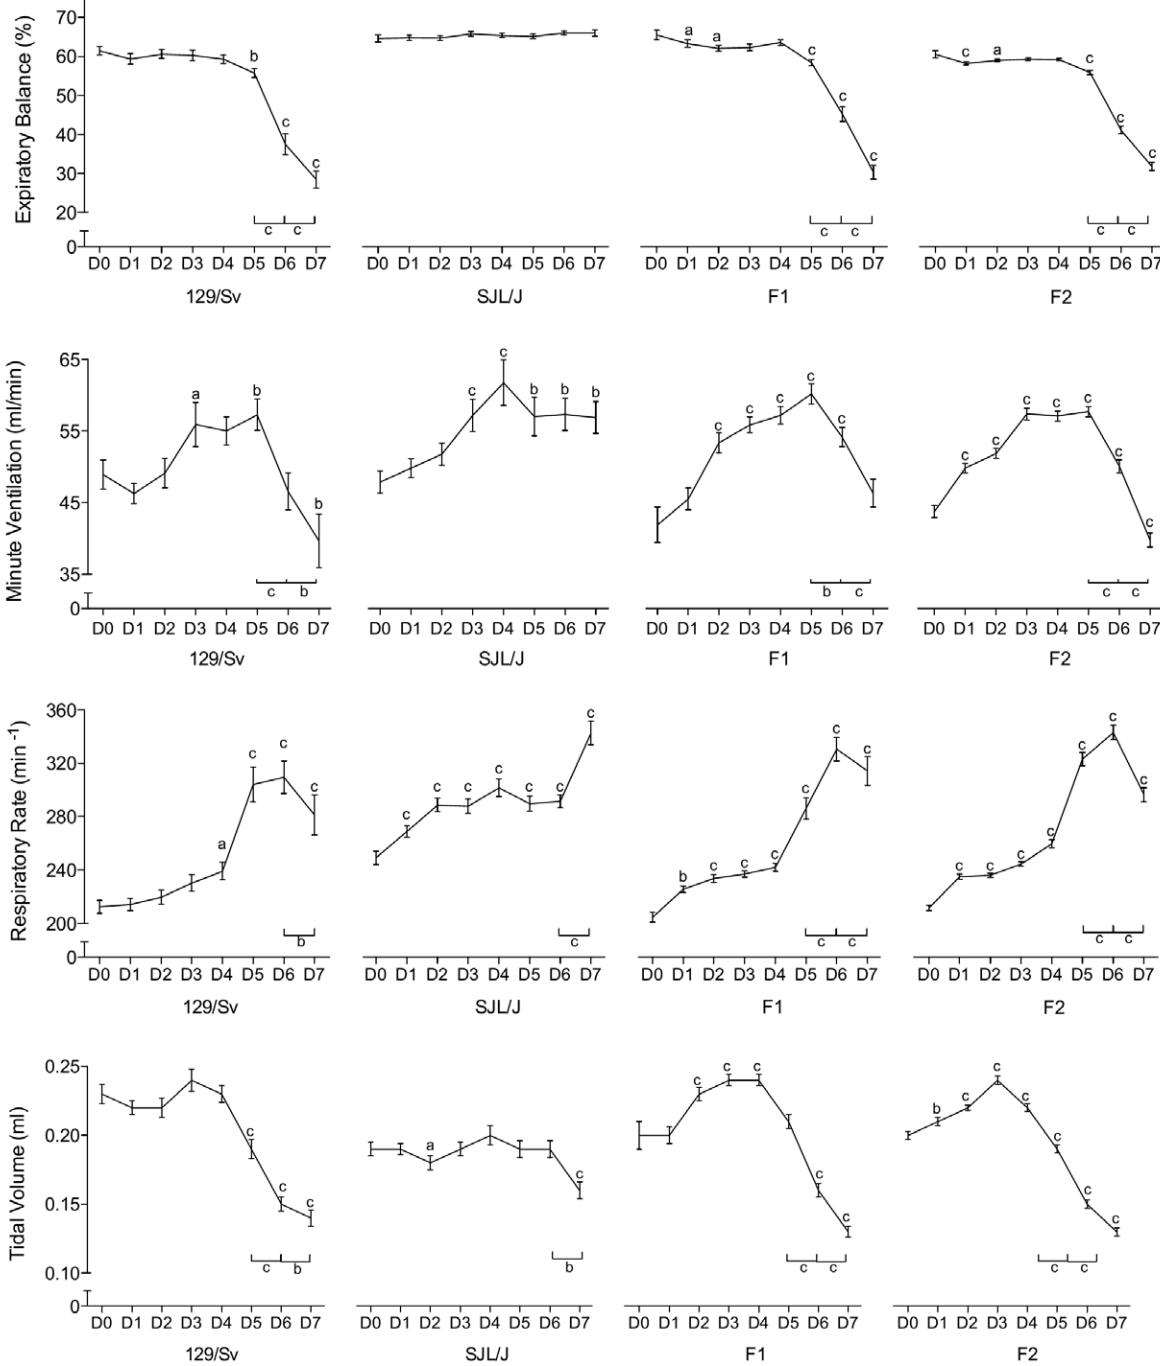 Expiratory Balance (%)
70
60
50
40
30
20
0
b
c
c
a
a
c
c
c
c
a
c
c
c
c c
c c
c c
D0 D1 D2 D3 D4 D5 D6 D7
D0 D1 D2 D3 D4 D5 D6 D7
D0 D1 D2 D3 D4 D5 D6 D7
D0 D1 D2 D3 D4 D5 D6 D7
129/Sv
SJL/J
F1
F2
Minute Ventilation (ml/min)
65
55
45
35
0
a
b
b
c
c
b
b
b
c
c
c
c
c
c
c
c
c
c
c
c
c b
b c
c c
D0 D1 D2 D3 D4 D5 D6 D7
D0 D1 D2 D3 D4 D5 D6 D7
D0 D1 D2 D3 D4 D5 D6 D7
D0 D1 D2 D3 D4 D5 D6 D7
129/Sv
SJL/J
F1
F2
Respiratory Rate (min -1)
360
320
280
240
200
0
a
c
c
c
c
c
c
c
c
c
c
b
c
c
c
c
c
c
c
c
c
c
c
c
c
b
c
c c
c c
D0 D1 D2 D3 D4 D5 D6 D7
D0 D1 D2 D3 D4 D5 D6 D7
D0 D1 D2 D3 D4 D5 D6 D7
D0 D1 D2 D3 D4 D5 D6 D7
129/Sv
SJL/J
F1
F2
Tidal Volume (ml)
0.25
0.20
0.15
0.10
0
c
c
c
a
c
c
c
c
c
c
b
c
c
c
c
c
c
c b
b
c c
c c
D0 D1 D2 D3 D4 D5 D6 D7
D0 D1 D2 D3 D4 D5 D6 D7
D0 D1 D2 D3 D4 D5 D6 D7
D0 D1 D2 D3 D4 D5 D6 D7
129/Sv
SJL/J
F1
F2